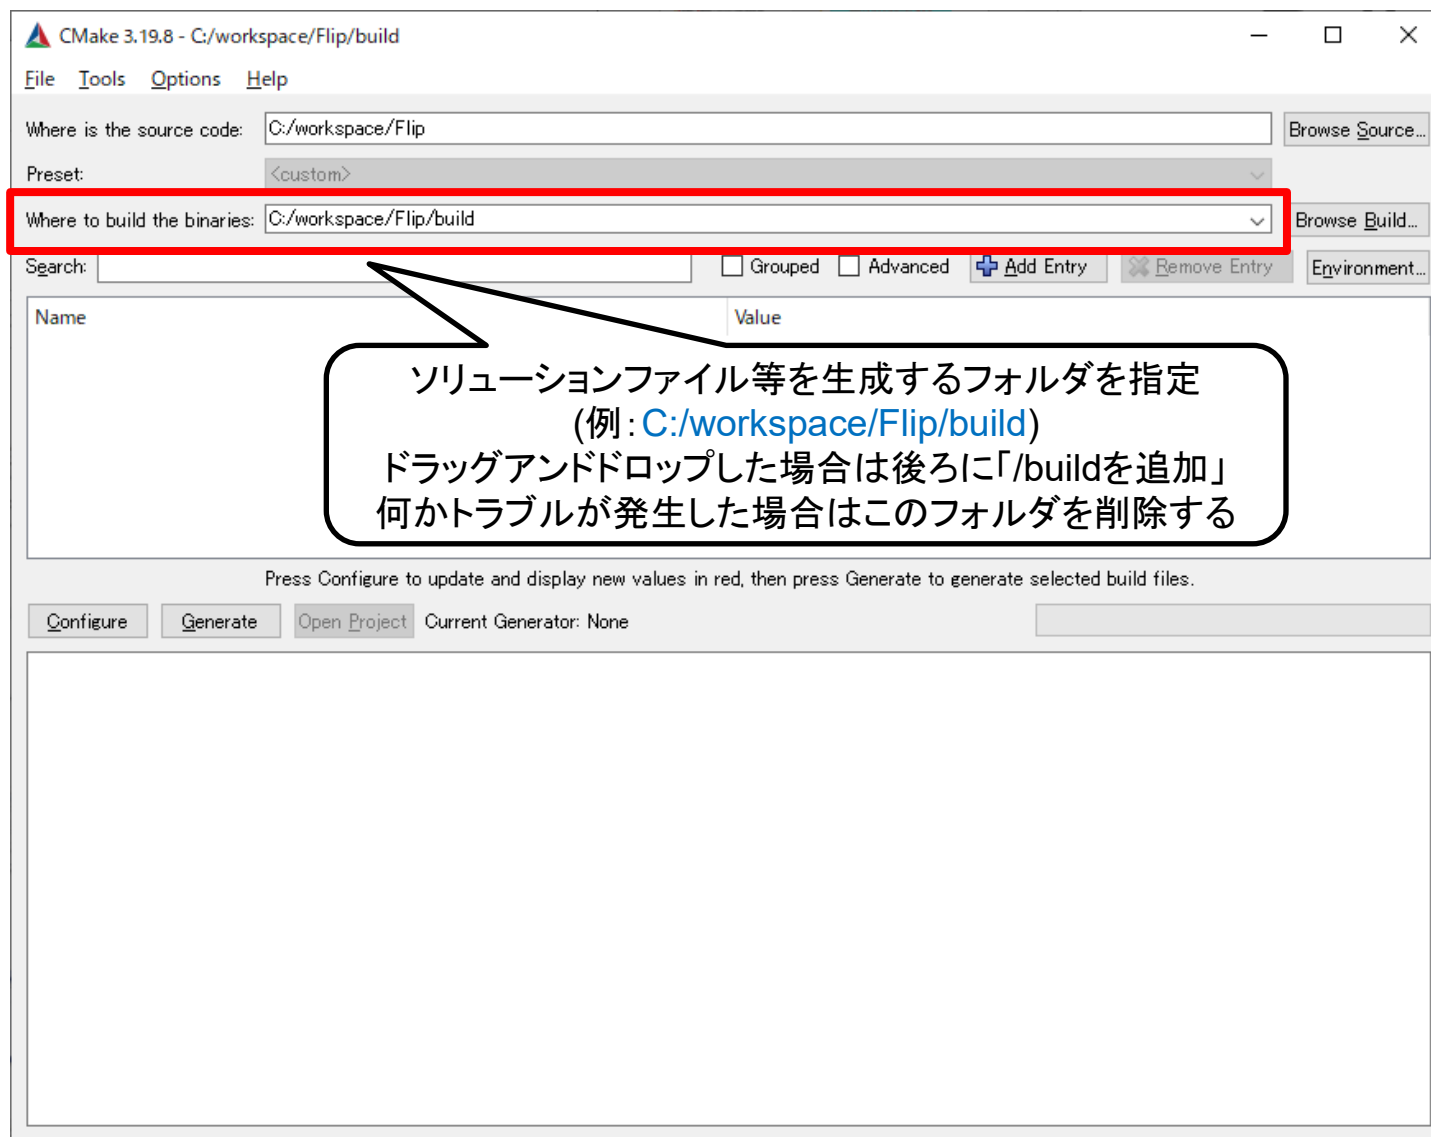 CMake 3.19.8 - C:/workspace/Flip/build
File Tools Options Help
Where is the source code: C:/workspace/Flip Browse Source...
Preset: <custom>
Where to build the binaries: C:/workspace/Flip/build Browse Build...
Search: Grouped Advanced Add Entry Remove Entry Environment...
Name Value
ソリューションファイル等を生成するフォルダを指定
(例：C:/workspace/Flip/build)
ドラッグアンドドロップした場合は後ろに「/buildを追加」
何かトラブルが発生した場合はこのフォルダを削除する
Press Configure to update and display new values in red, then press Generate to generate selected build files.
Configure Generate Open Project Current Generator: None